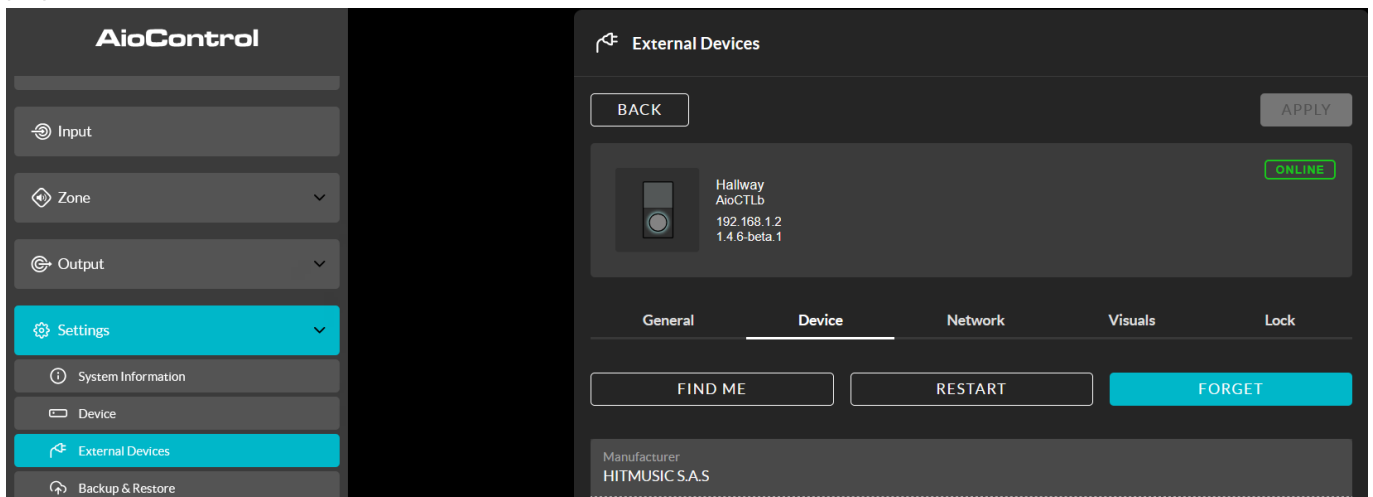 AioControl
Input
Zone
Output
Settings
System Information
Device
External Devices
Backup & Restore
External Devices
BACK
APPLY
Hallway
AioCTLb
192.168.1.2
1.4.6-beta.1
ONLINE
General Device Network Visuals Lock
FIND ME RESTART FORGET
Manufacturer
HITMUSIC S.A.S